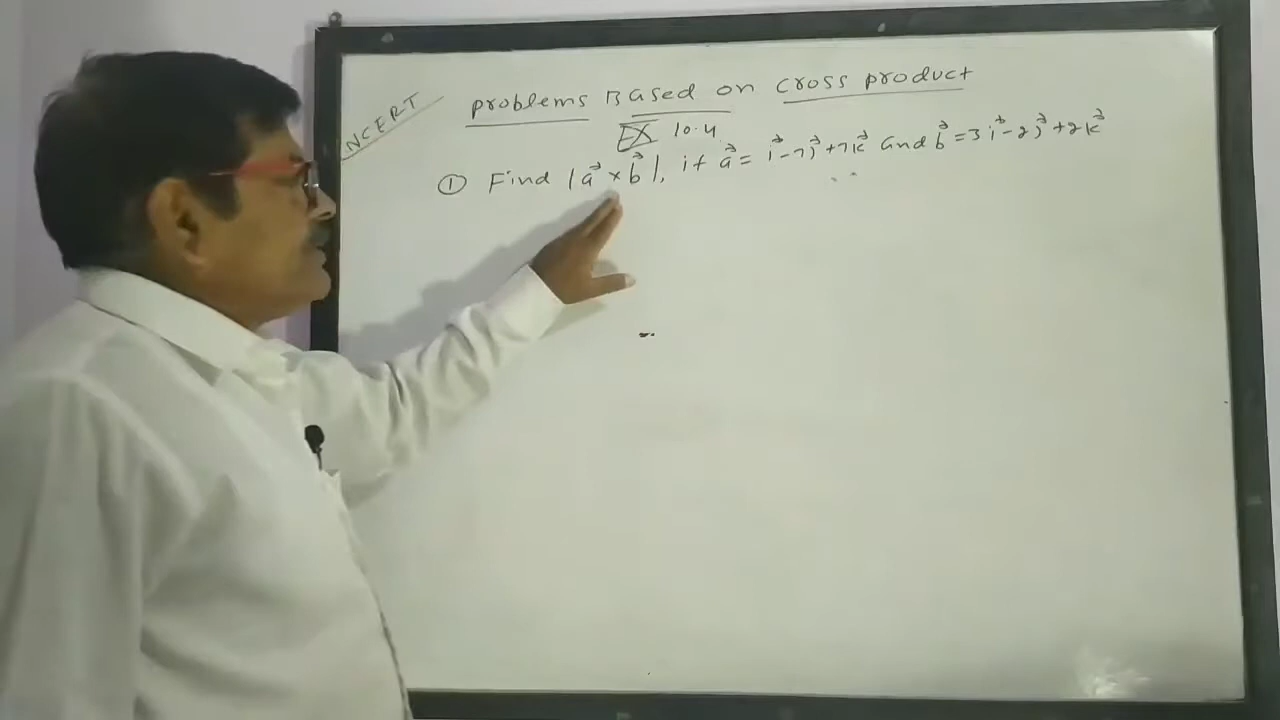 NCERT
problems Based on cross product
EX 10.4
① Find |a⃗ × b⃗|, if a⃗ = i⃗ - 7j⃗ + 7k⃗ and b⃗ = 3i⃗ - 2j⃗ + 2k⃗